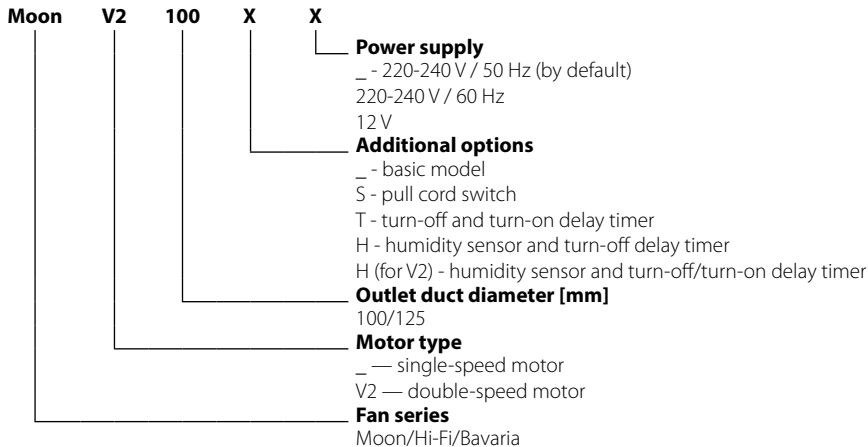 Moon V2 100 X X
Power supply
_ - 220-240 V / 50 Hz (by default)
220-240 V / 60 Hz
12 V
Additional options
_ - basic model
S - pull cord switch
T - turn-off and turn-on delay timer
H - humidity sensor and turn-off delay timer
H (for V2) - humidity sensor and turn-off/turn-on delay timer
Outlet duct diameter [mm]
100/125
Motor type
_ — single-speed motor
V2 — double-speed motor
Fan series
Moon/Hi-Fi/Bavaria